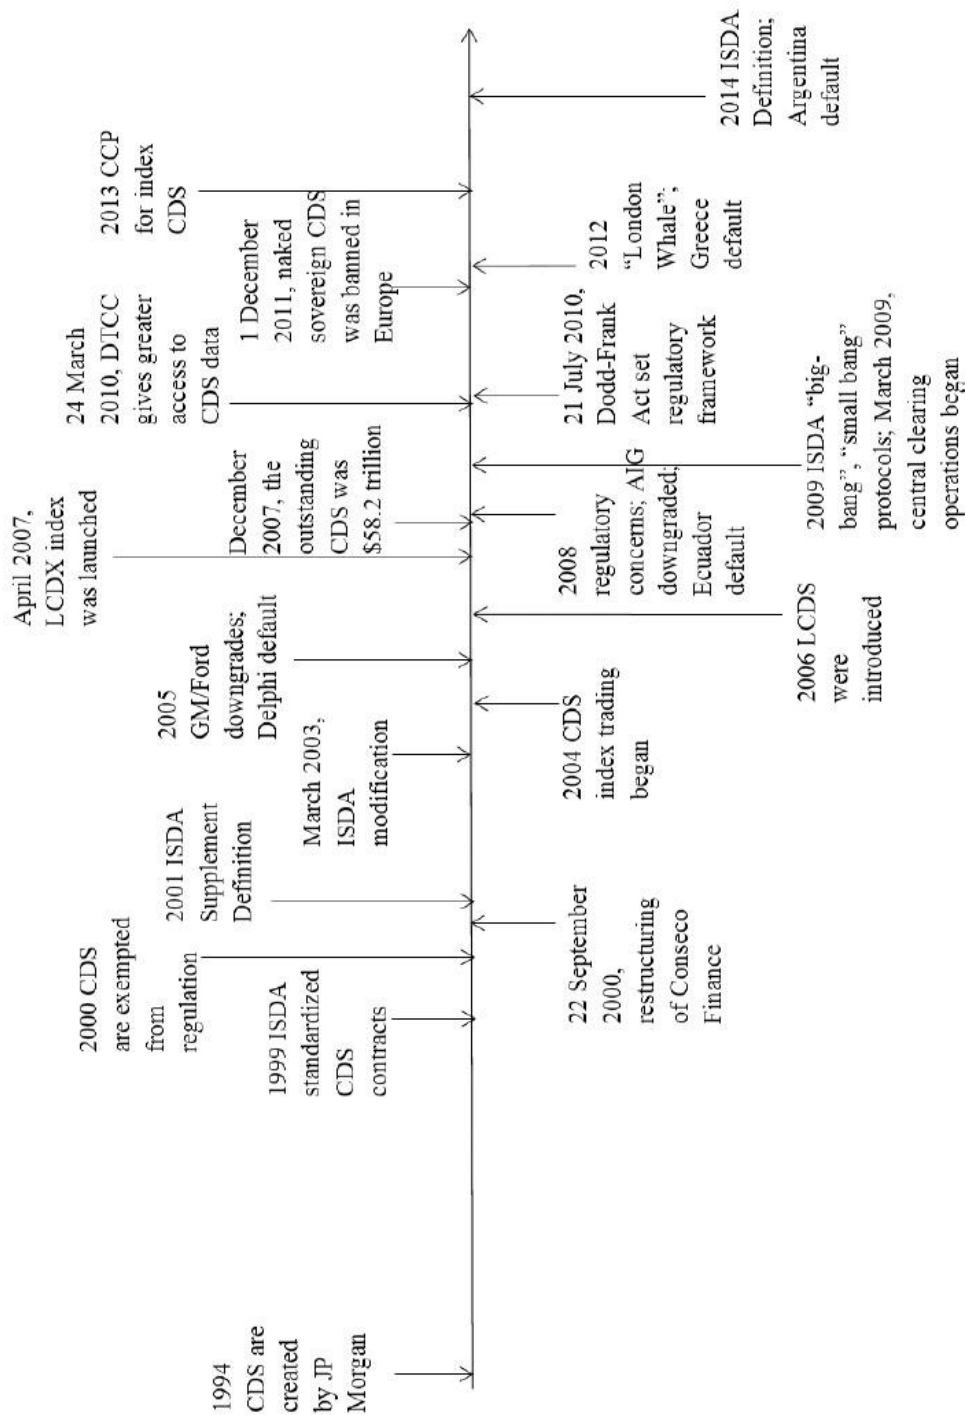 1994
CDS are
created
by JP
Morgan
1999 ISDA
standardized
CDS
contracts
2000 CDS
are exempted
from
regulation
22 September
2000,
restructuring
of Conseco
Finance
2001 ISDA
Supplement
Definition
March 2003,
ISDA
modification
2004 CDS
index trading
began
2005
GM/Ford
downgrades;
Delphi default
2006 LCDS
were
introduced
April 2007,
LCDX index
was launched
December
2007, the
outstanding
CDS was
$58.2 trillion
2008
regulatory
concerns; AIG
downgraded;
Ecuador
default
2009 ISDA “big-
bang”, “small bang”
protocols; March 2009,
central clearing
operations began
24 March
2010, DTCC
gives greater
access to
CDS data
21 July 2010,
Dodd-Frank
Act set
regulatory
framework
1 December
2011, naked
sovereign CDS
was banned in
Europe
2012
“London
Whale”;
Greece
default
2013 CCP
for index
CDS
2014 ISDA
Definition;
Argentina
default